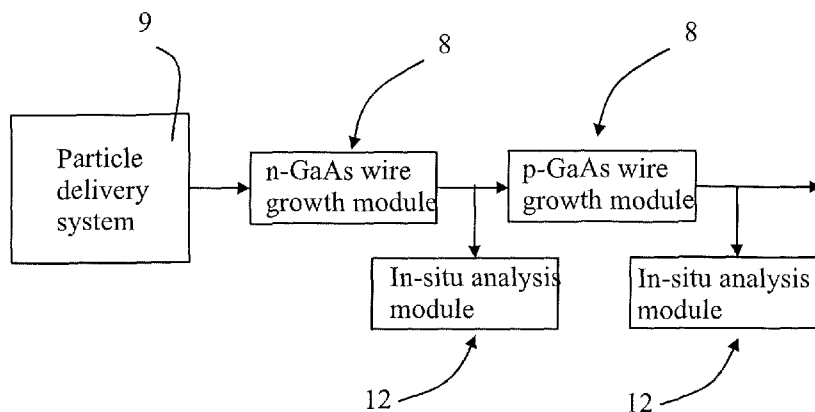 9
8
8
Particle
delivery
system
n-GaAs wire
growth module
p-GaAs wire
growth module
In-situ analysis
module
In-situ analysis
module
12
12